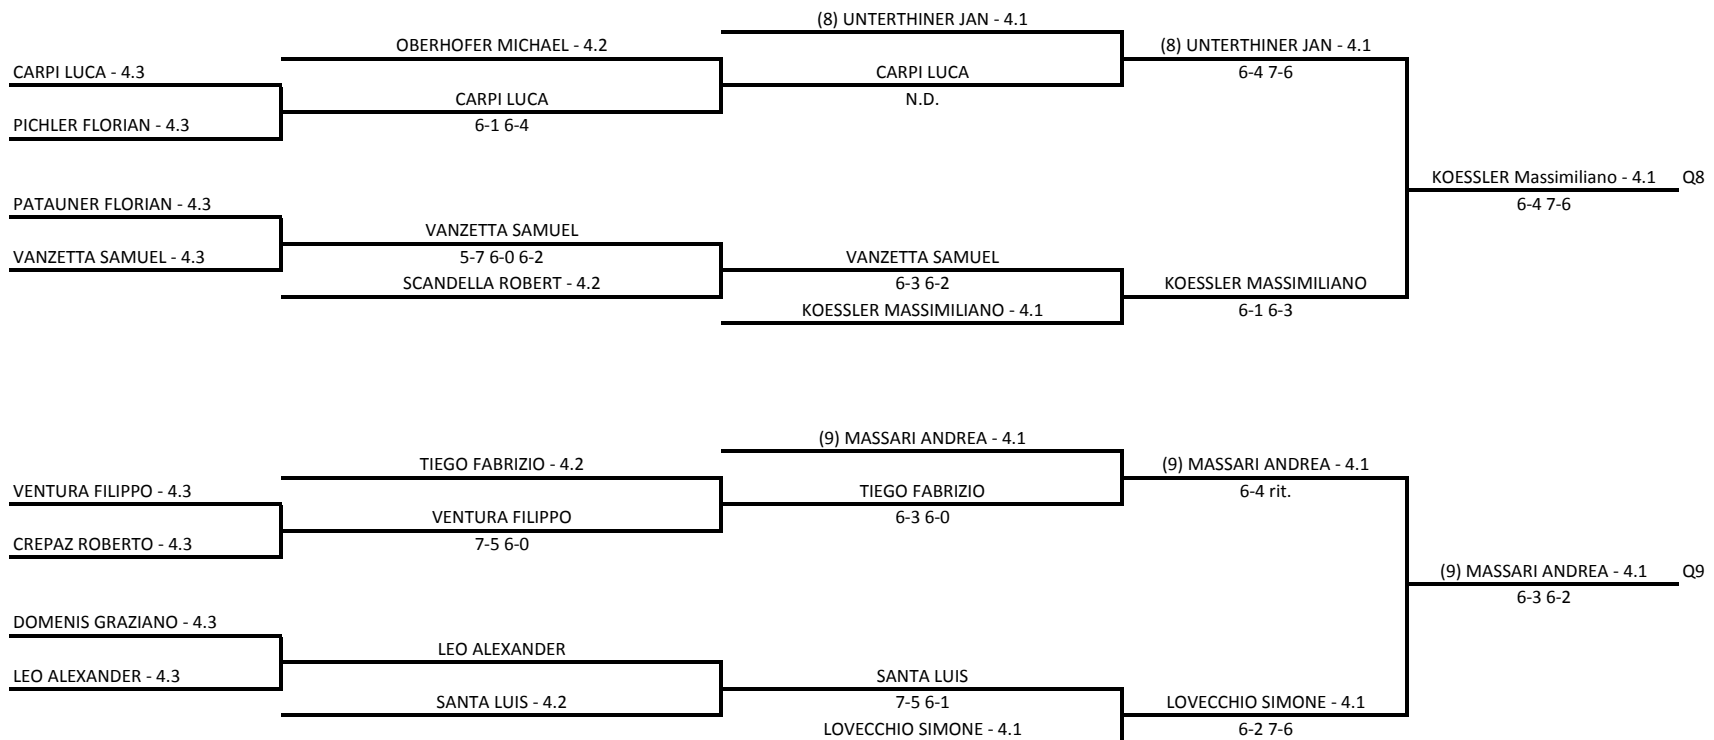 (8) UNTERTHINER JAN - 4.1
OBERHOFER MICHAEL - 4.2
(8) UNTERTHINER JAN - 4.1
CARPI LUCA - 4.3
CARPI LUCA
6-4 7-6
CARPI LUCA
N.D.
PICHLER FLORIAN - 4.3
6-1 6-4
KOESSLER Massimiliano - 4.1
Q8
PATAUNER FLORIAN - 4.3
6-4 7-6
VANZETTA SAMUEL
VANZETTA SAMUEL - 4.3
5-7 6-0 6-2
VANZETTA SAMUEL
SCANDELLA ROBERT - 4.2
6-3 6-2
KOESSLER MASSIMILIANO
KOESSLER MASSIMILIANO - 4.1
6-1 6-3
(9) MASSARI ANDREA - 4.1
TIEGO FABRIZIO - 4.2
(9) MASSARI ANDREA - 4.1
VENTURA FILIPPO - 4.3
TIEGO FABRIZIO
6-4 rit.
VENTURA FILIPPO
6-3 6-0
CREPAZ ROBERTO - 4.3
7-5 6-0
(9) MASSARI ANDREA - 4.1
Q9
6-3 6-2
DOMENIS GRAZIANO - 4.3
LEO ALEXANDER
LEO ALEXANDER - 4.3
SANTA LUIS
SANTA LUIS - 4.2
7-5 6-1
LOVECCHIO SIMONE - 4.1
LOVECCHIO SIMONE - 4.1
6-2 7-6